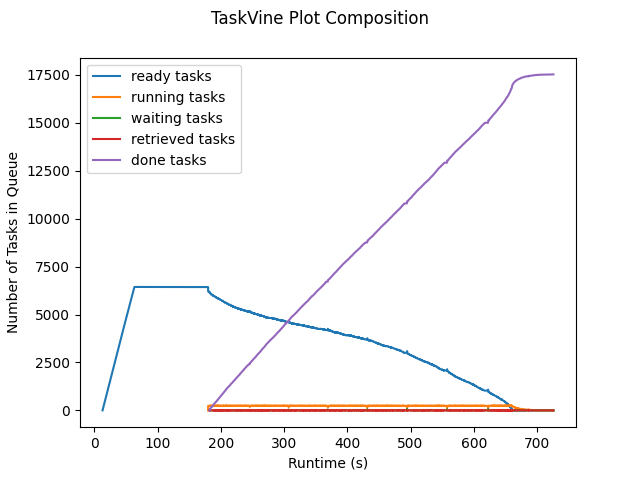 TaskVine Plot Composition
ready tasks
running tasks
waiting tasks
retrieved tasks
done tasks
Number of Tasks in Queue
17500
15000
12500
10000
7500
5000
2500
0
0 100 200 300 400 500 600 700
Runtime (s)